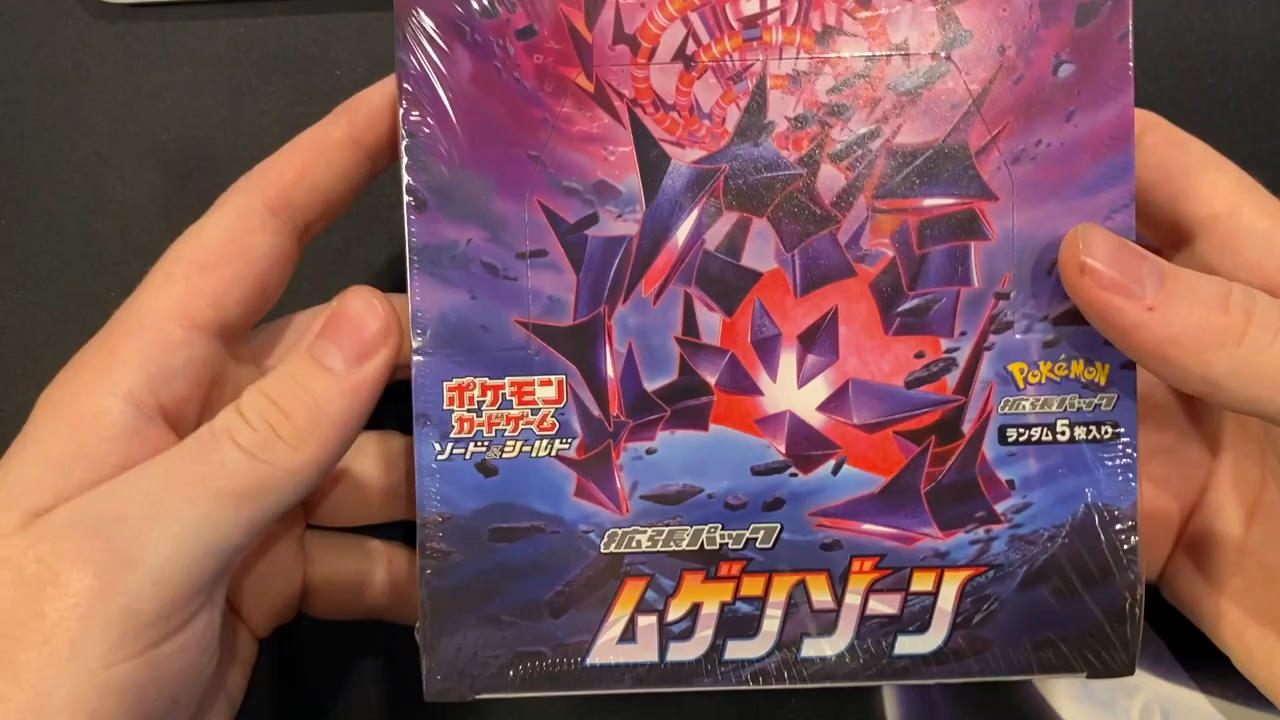 ポケモン
カードゲーム
ソード&シールド
POKÉMON
拡張パック
ランダム5枚入り
拡張パック
ムゲンゾーン